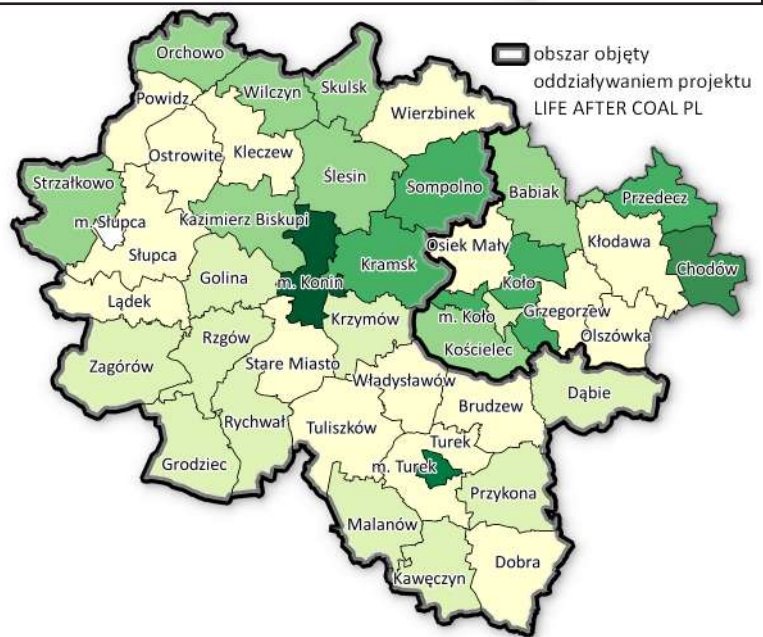 obszar objęty
oddziaływaniem projektu
LIFE AFTER COAL PL
Orchowo
Wilczyn
Skulsk
Powidz
Wierzbinek
Ostrowite
Kleczew
Ślesin
Sompolno
Babiak
Przedecz
Strzałkowo
m. Słupca
Kazimierz Biskupi
Słupca
Osiek Mały
Kłodawa
Kramsk
Koło
Chodów
Golina
m. Konin
Lądek
Krzymów
m. Koło
Grzegorzew
Olszówka
Kościelec
Rzgów
Zagórów
Stare Miasto
Władysławów
Dąbie
Brudzew
Rychwał
Tuliszków
Turek
Grodziec
m. Turek
Przykona
Malanów
Dobra
Kawęczyn